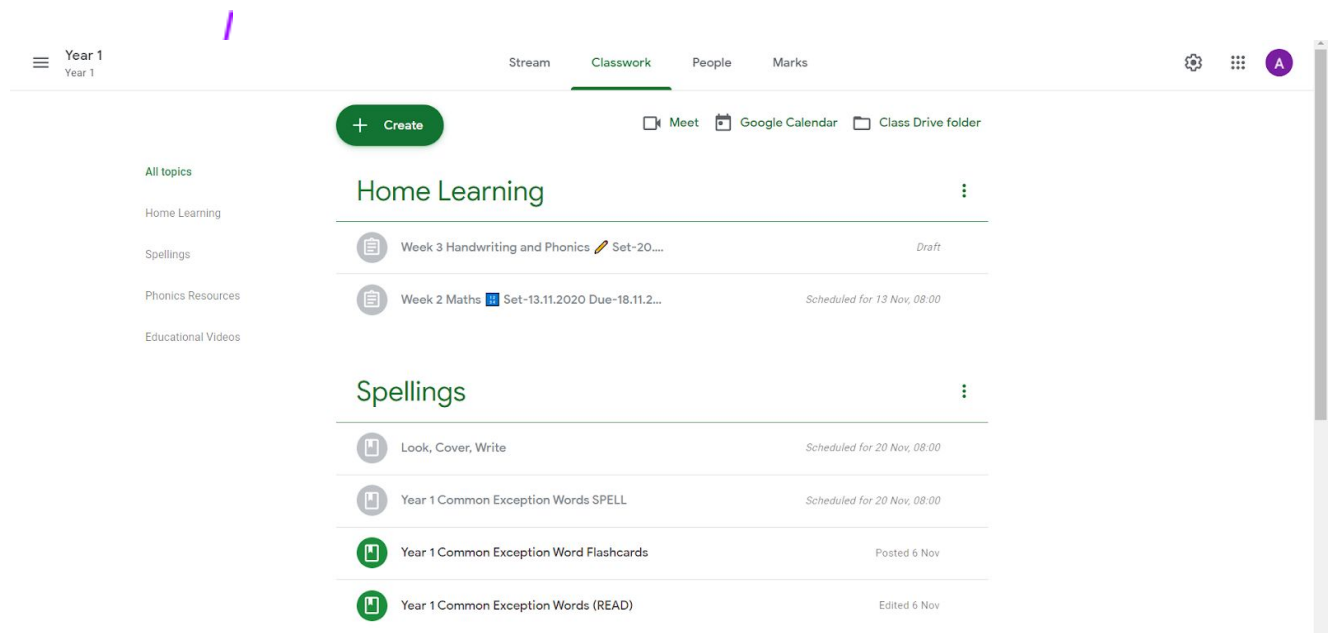 Year 1
Year 1
Stream Classwork People Marks
A
Create
Meet Google Calendar Class Drive folder
All topics
Home Learning
Spellings
Phonics Resources
Educational Videos
Home Learning
Week 3 Handwriting and Phonics ✏️ Set-20.... Draft
Week 2 Maths 🔢 Set-13.11.2020 Due-18.11.2... Scheduled for 13 Nov, 08:00
Spellings
Look, Cover, Write Scheduled for 20 Nov, 08:00
Year 1 Common Exception Words SPELL Scheduled for 20 Nov, 08:00
Year 1 Common Exception Word Flashcards Posted 6 Nov
Year 1 Common Exception Words (READ) Edited 6 Nov